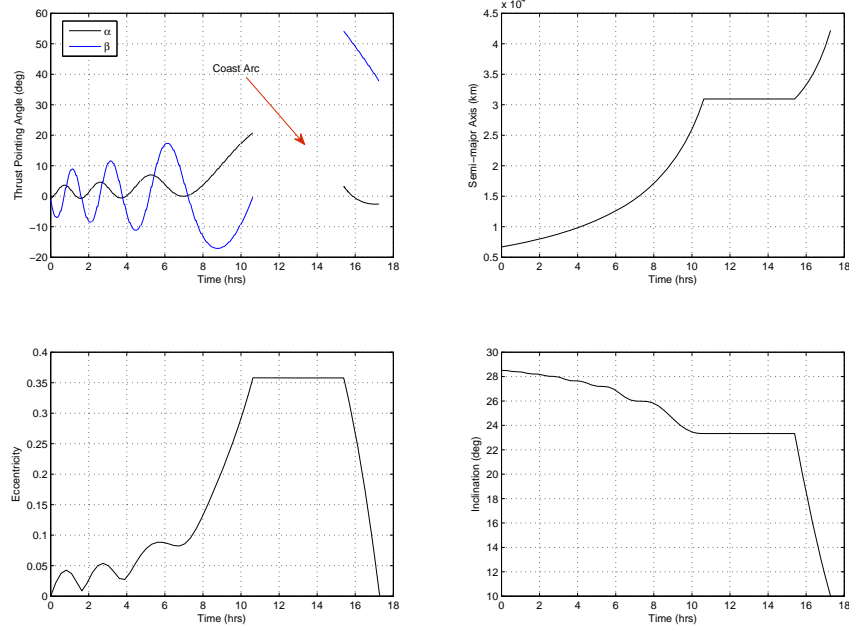 60
50
40
30
20
10
0
−10
−20
0 2 4 6 8 10 12 14 16 18
Time (hrs)
Thrust Pointing Angle (deg)
α
β
Coast Arc
4.5
4
3.5
3
2.5
2
1.5
1
0.5
0 2 4 6 8 10 12 14 16 18
Time (hrs)
Semi−major Axis (km)
0.4
0.35
0.3
0.25
0.2
0.15
0.1
0.05
0
0 2 4 6 8 10 12 14 16 18
Time (hrs)
Eccentricity
30
28
26
24
22
20
18
16
14
12
10
0 2 4 6 8 10 12 14 16 18
Time (hrs)
Inclination (deg)